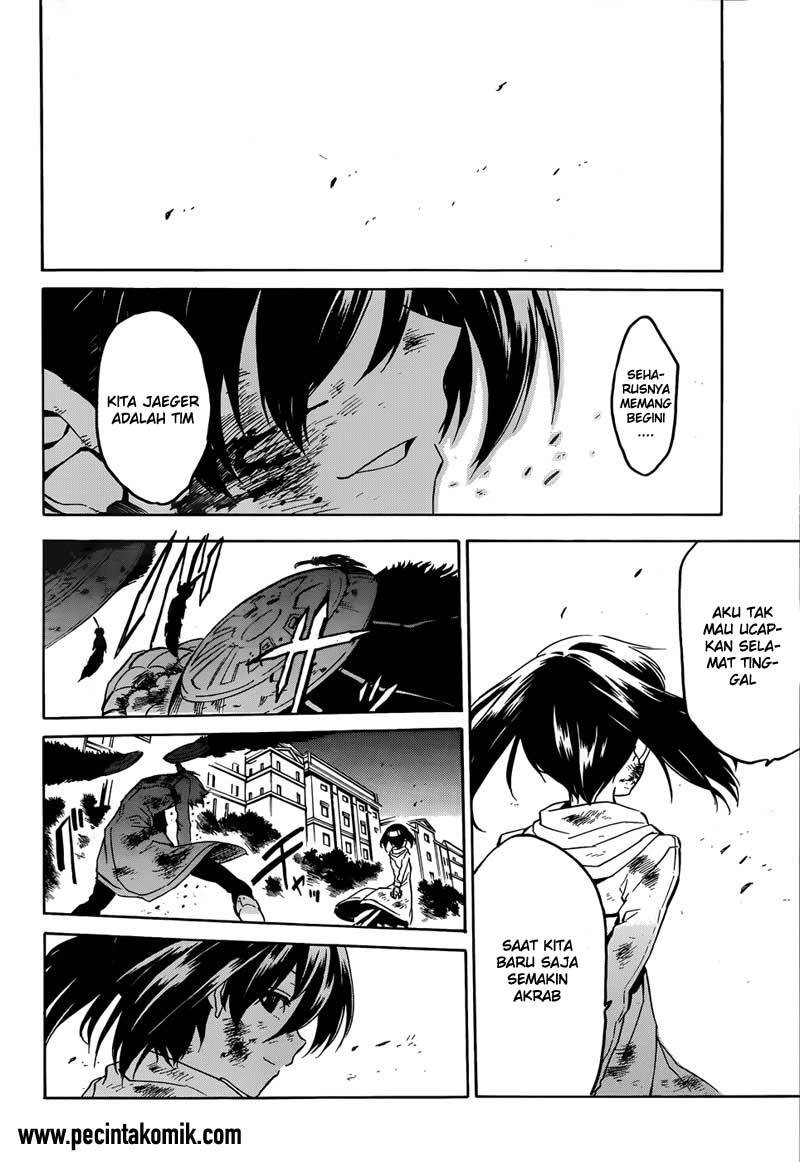 SEHA-
RUSNYA
MEMANG
BEGINI
....
KITA JAEGER
ADALAH TIM
AKU TAK
MAU UCAP-
KAN SELA-
MAT TING-
GAL
SAAT KITA
BARU SAJA
SEMAKIN
AKRAB
www.pecintakomik.com